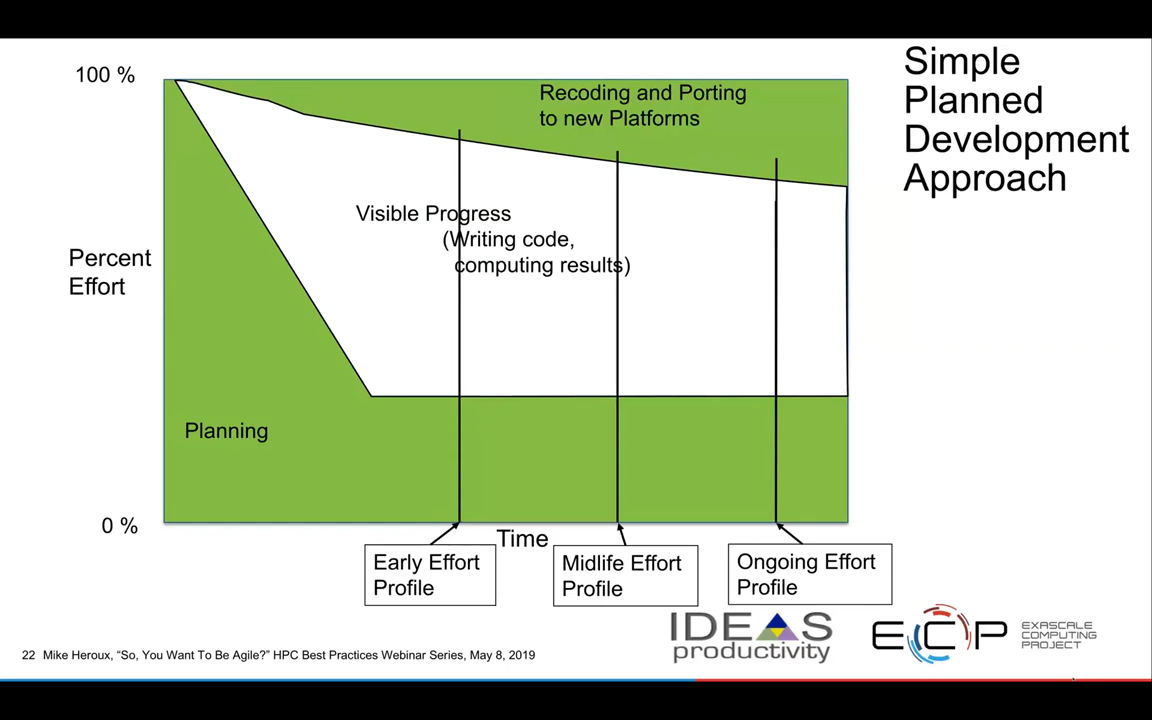 Simple
Planned
Development
Approach
100 %
Recoding and Porting
to new Platforms
Visible Progress
(Writing code,
computing results)
Percent
Effort
Planning
0 %
Time
Early Effort
Profile
Midlife Effort
Profile
Ongoing Effort
Profile
IDEAS
productivity
ECP
EXASCALE
COMPUTING
PROJECT
22 Mike Heroux, “So, You Want To Be Agile?” HPC Best Practices Webinar Series, May 8, 2019